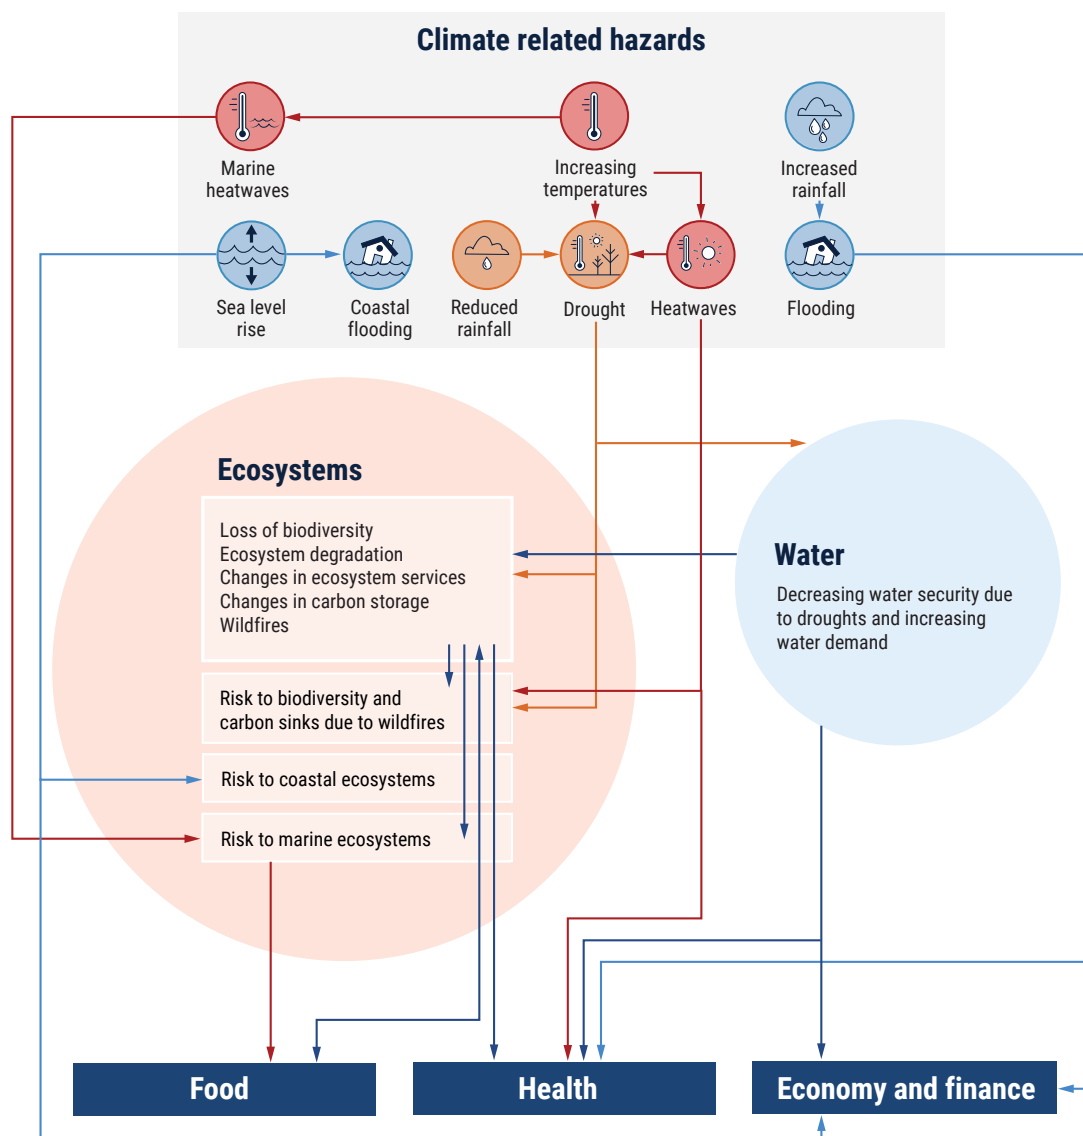 Climate related hazards
Marine
heatwaves
Increasing
temperatures
Increased
rainfall
Sea level
rise
Coastal
flooding
Reduced
rainfall
Drought
Heatwaves
Flooding
Ecosystems
Loss of biodiversity
Ecosystem degradation
Changes in ecosystem services
Changes in carbon storage
Wildfires
Risk to biodiversity and
carbon sinks due to wildfires
Risk to coastal ecosystems
Risk to marine ecosystems
Water
Decreasing water security due
to droughts and increasing
water demand
Food
Health
Economy and finance